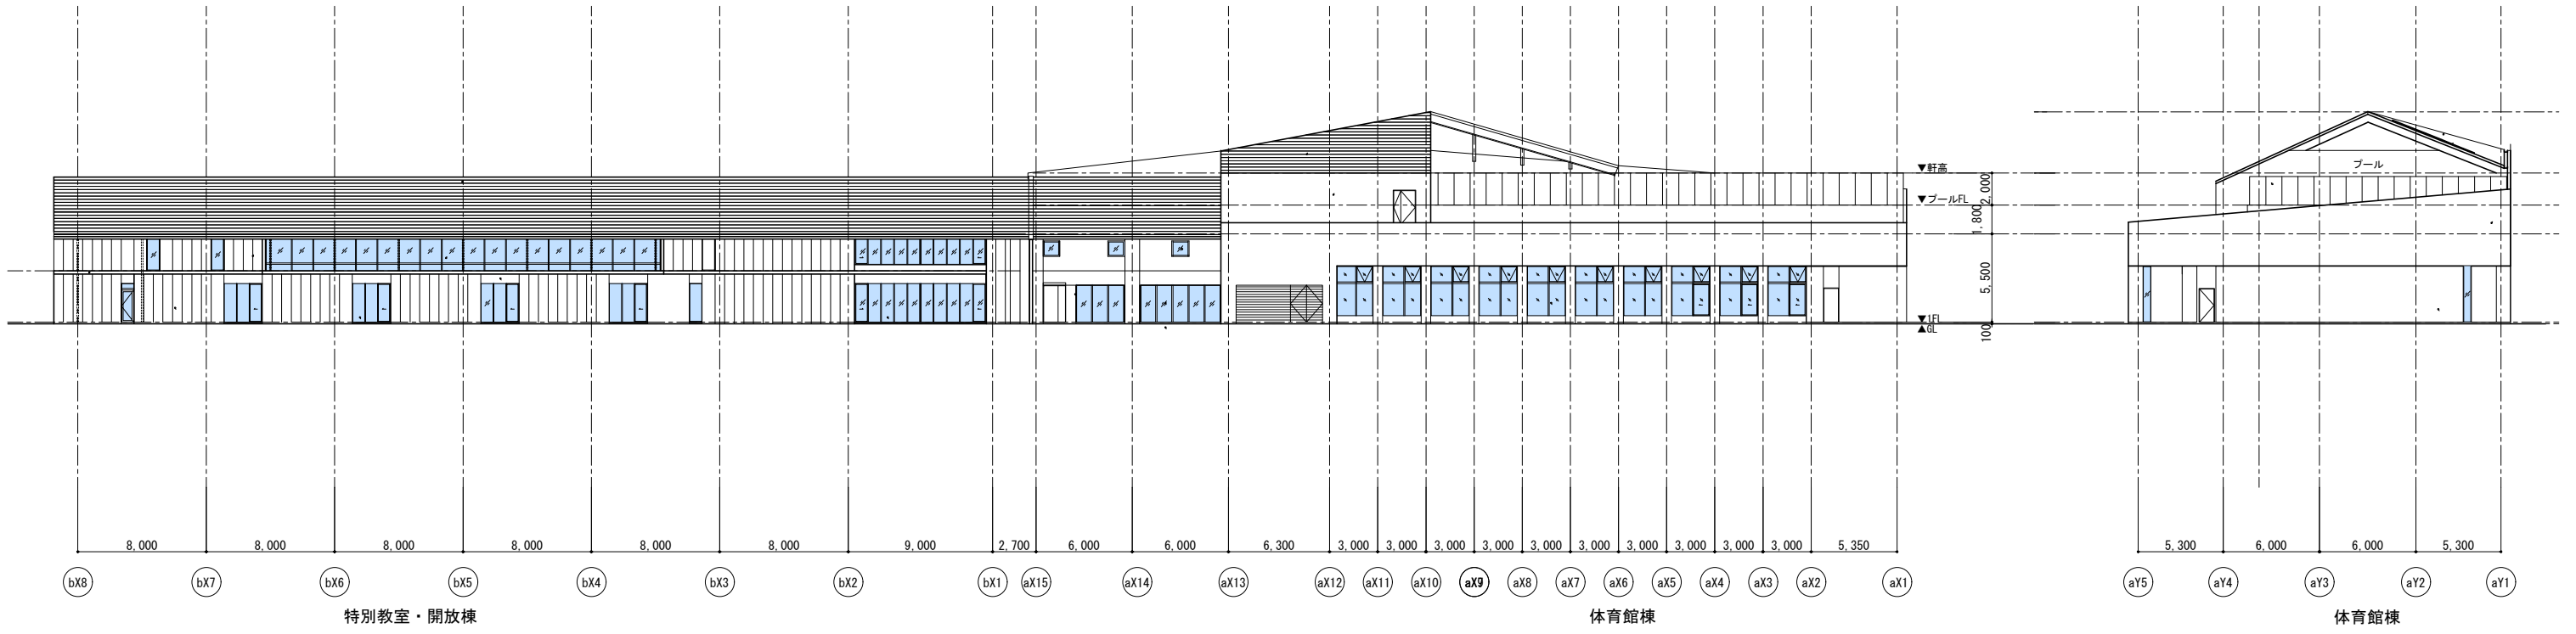 プール
▼軒高
2,000
▼プールFL
1,800
5,500
▼1FL
▲GL
100
8,000 8,000 8,000 8,000 8,000 8,000 9,000 2,700 6,000 6,000 6,300 3,000 3,000 3,000 3,000 3,000 3,000 3,000 3,000 3,000 3,000 5,350 5,300 6,000 6,000 5,300
bX8 bX7 bX6 bX5 bX4 bX3 bX2 bX1 aX15 aX14 aX13 aX12 aX11 aX10 aX9 aX8 aX7 aX6 aX5 aX4 aX3 aX2 aX1 aY5 aY4 aY3 aY2 aY1
特別教室・開放棟 体育館棟 体育館棟